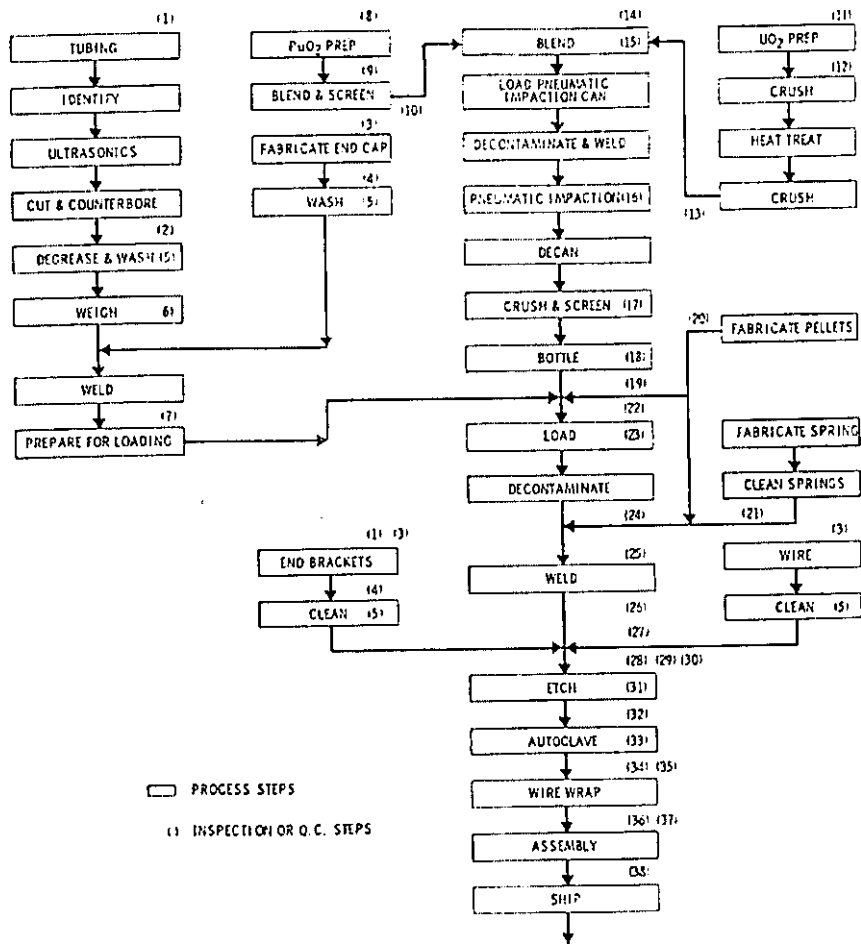 (1)
TUBING
IDENTIFY
ULTRASONICS
CUT & COUNTERBORE
(2)
DEGREASE & WASH (5)
WEIGH 6)
WELD
(7)
PREPARE FOR LOADING
(8)
PuO2 PREP
(9)
BLEND & SCREEN
(10)
(3)
FABRICATE END CAP
(4)
WASH (5)
(14)
BLEND (15)
LOAD PNEUMATIC
IMPACTION CAN
DECONTAMINATE & WELD
PNEUMATIC IMPACTION (16)
DECAN
CRUSH & SCREEN (17)
BOTTLE (18)
(19)
(22)
LOAD (23)
DECONTAMINATE
(24)
(25)
WELD
(26)
(27)
(28) (29) (30)
ETCH (31)
(32)
AUTOCLAVE (33)
(34) (35)
WIRE WRAP
(36) (37)
ASSEMBLY
(38)
SHIP
(11)
UO2 PREP
(12)
CRUSH
HEAT TREAT
CRUSH
(13)
(20)
FABRICATE PELLETS
FABRICATE SPRING
CLEAN SPRINGS
(21)
(3)
WIRE
CLEAN (5)
(1) (3)
END BRACKETS
(4)
CLEAN (5)
PROCESS STEPS
( ) INSPECTION OR Q.C. STEPS